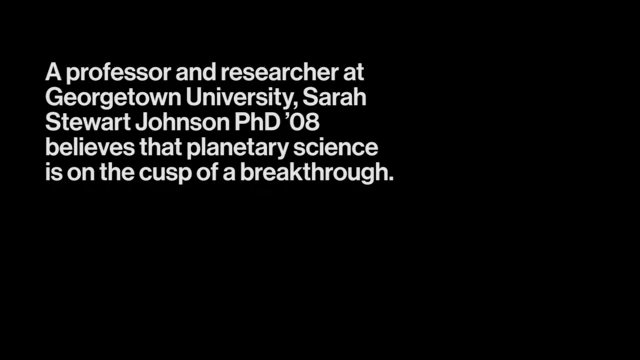 A professor and researcher at
Georgetown University, Sarah
Stewart Johnson PhD ’08
believes that planetary science
is on the cusp of a breakthrough.